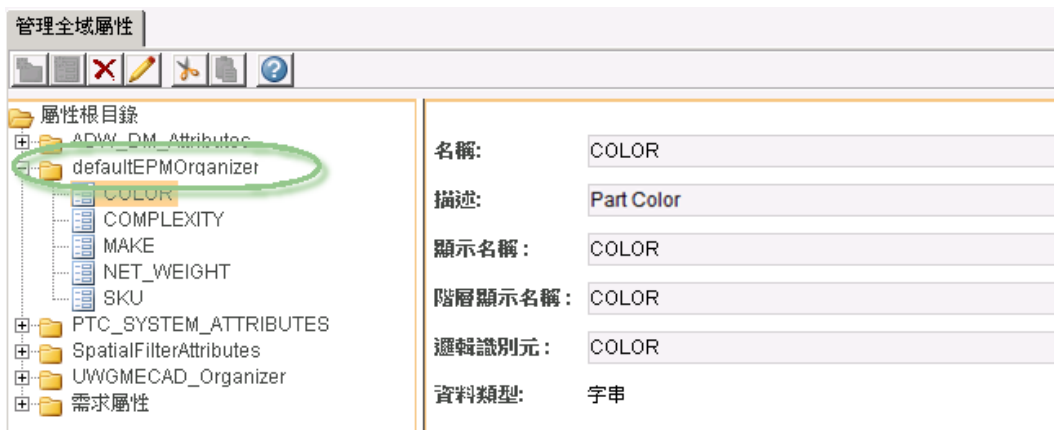 管理全域屬性
屬性根目錄
ADW_DM_Attributes
defaultEPMOrganizer
COLOR
COMPLEXITY
MAKE
NET_WEIGHT
SKU
PTC_SYSTEM_ATTRIBUTES
SpatialFilterAttributes
UWGMECAD_Organizer
需求屬性
名稱: COLOR
描述: Part Color
顯示名稱: COLOR
階層顯示名稱: COLOR
邏輯識別元: COLOR
資料類型: 字串